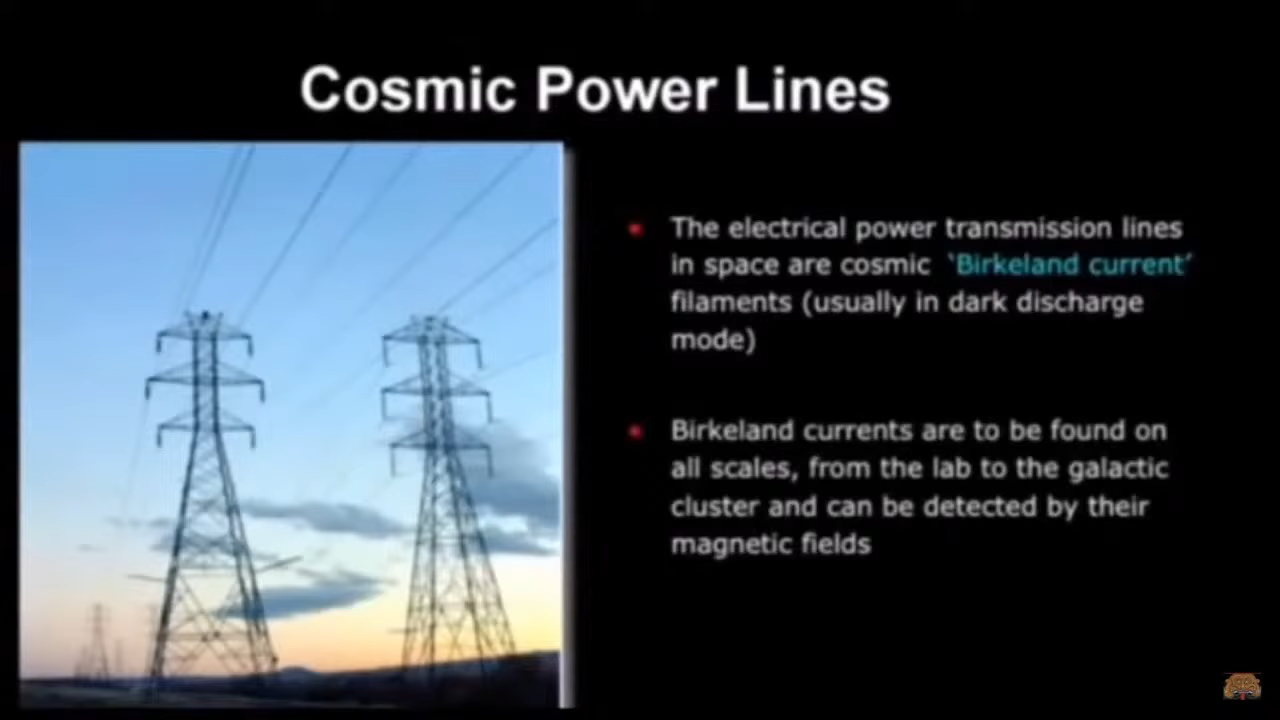 Cosmic Power Lines
The electrical power transmission lines
in space are cosmic 'Birkeland current'
filaments (usually in dark discharge
mode)
Birkeland currents are to be found on
all scales, from the lab to the galactic
cluster and can be detected by their
magnetic fields